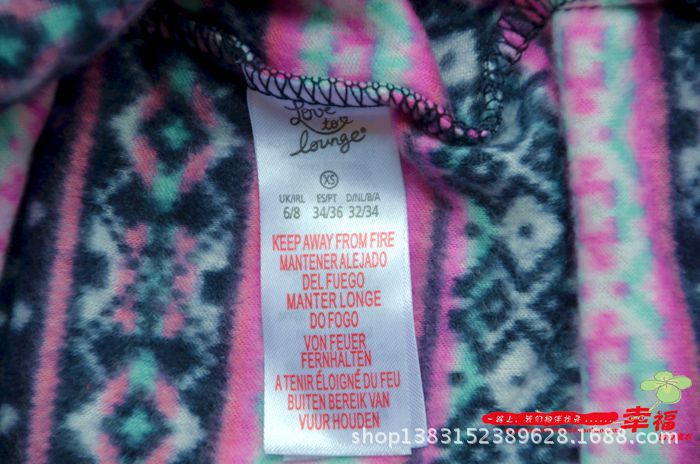 Love
to
lounge®
XS
UK/IRL ES/PT D/NL/B/A
6/8 34/36 32/34
KEEP AWAY FROM FIRE
MANTENER ALEJADO
DEL FUEGO
MANTER LONGE
DO FOGO
VON FEUER
FERNHALTEN
A TENIR ÉLOIGNÉ DU FEU
BUITEN BEREIK VAN
VUUR HOUDEN
幸福
shop1383152389628.1688.com